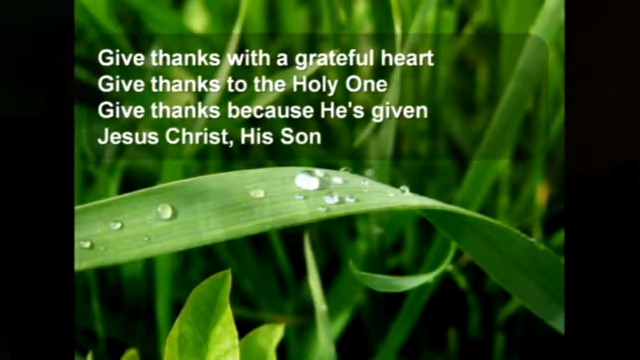 Give thanks with a grateful heart
Give thanks to the Holy One
Give thanks because He's given
Jesus Christ, His Son